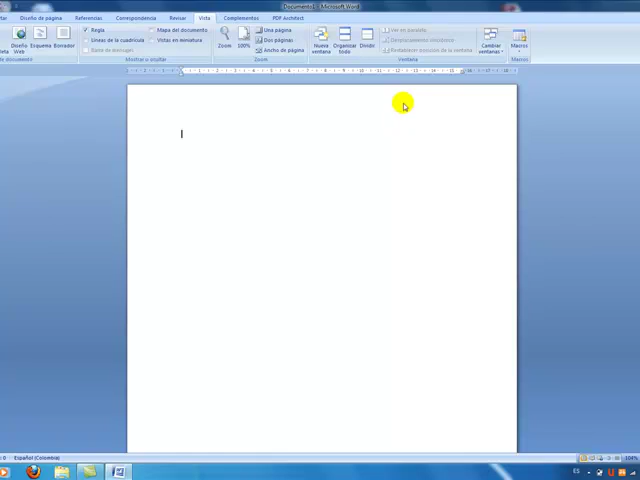 Documento1 - Microsoft Word
Diseño de página Referencias Correspondencia Revisar Vista Complementos PDF Architect
Diseño Web Esquema Borrador
Regla
Líneas de la cuadrícula
Barra de mensajes
Mapa del documento
Vistas en miniatura
Zoom 100%
Una página
Dos páginas
Ancho de página
Nueva ventana Organizar todo Dividir
Ver en paralelo
Desplazamiento sincrónico
Restablecer posición de la ventana
Cambiar ventanas
Macros
Mostrar u ocultar Zoom Ventana Macros
Español (Colombia) 104%
ES